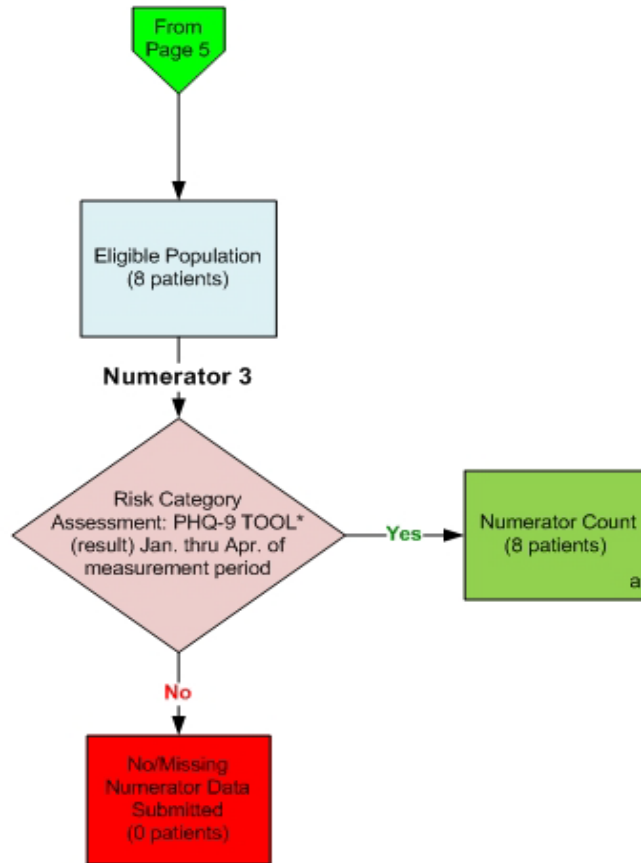 From
Page 5
Eligible Population
(8 patients)
Numerator 3
Risk Category
Assessment: PHQ-9 TOOL*
(result) Jan. thru Apr. of
measurement period
Yes
Numerator Count
(8 patients)
a
No
No/Missing
Numerator Data
Submitted
(0 patients)